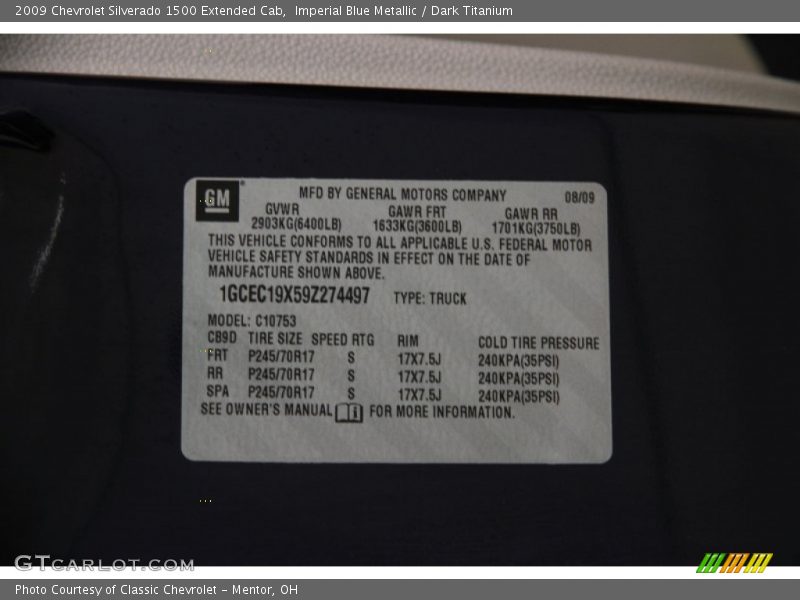 2009 Chevrolet Silverado 1500 Extended Cab,  Imperial Blue Metallic / Dark Titanium
GM
MFD BY GENERAL MOTORS COMPANY 08/09
GVWR GAWR FRT GAWR RR
2903KG(6400LB) 1633KG(3600LB) 1701KG(3750LB)
THIS VEHICLE CONFORMS TO ALL APPLICABLE U.S. FEDERAL MOTOR
VEHICLE SAFETY STANDARDS IN EFFECT ON THE DATE OF
MANUFACTURE SHOWN ABOVE.
1GCEC19X59Z274497 TYPE: TRUCK
MODEL: C10753
CB9D TIRE SIZE SPEED RTG RIM COLD TIRE PRESSURE
FRT P245/70R17 S 17X7.5J 240KPA(35PSI)
RR P245/70R17 S 17X7.5J 240KPA(35PSI)
SPA P245/70R17 S 17X7.5J 240KPA(35PSI)
SEE OWNER'S MANUAL FOR MORE INFORMATION.
GTCARLOT.COM
Photo Courtesy of Classic Chevrolet - Mentor, OH